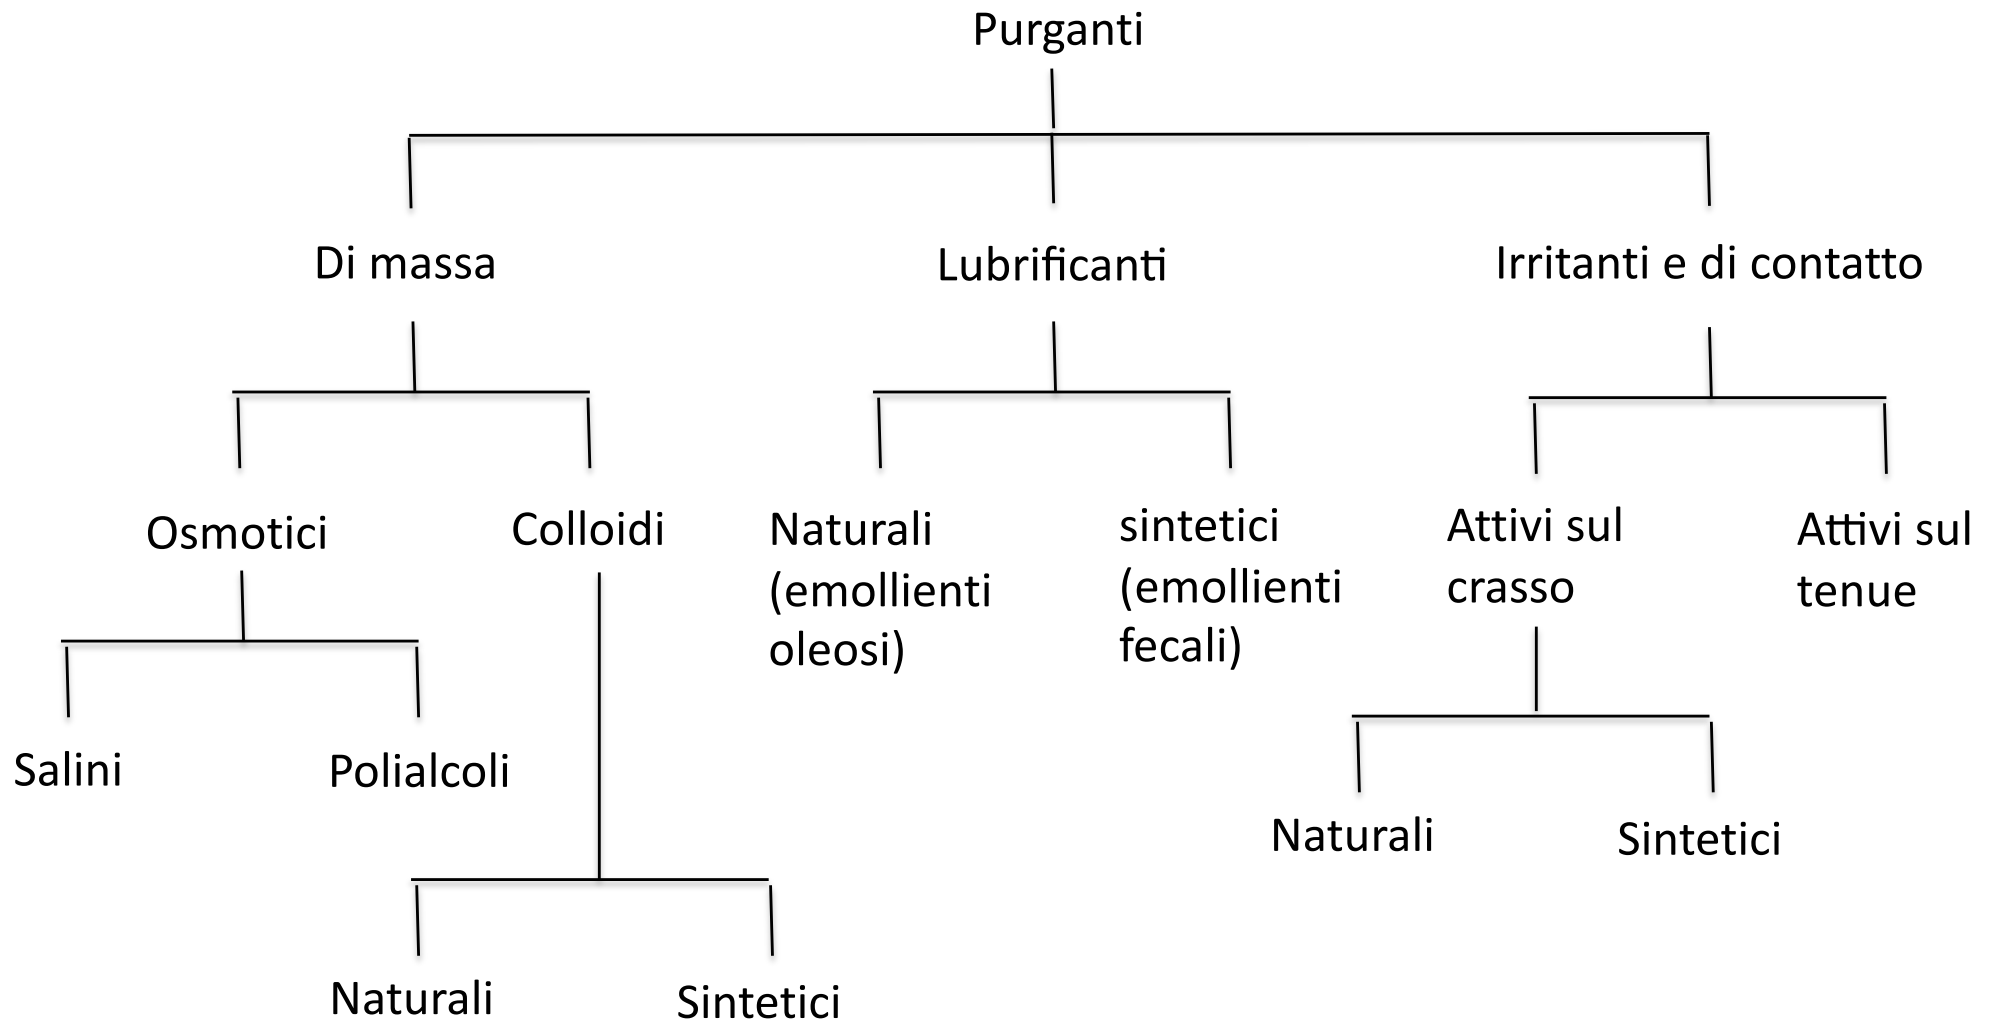 Purganti
Di massa
Lubrificanti
Irritanti e di contatto
Osmotici
Colloidi
Naturali
(emollienti
oleosi)
sintetici
(emollienti
fecali)
Attivi sul
crasso
Attivi sul
tenue
Salini
Polialcoli
Naturali
Sintetici
Naturali
Sintetici